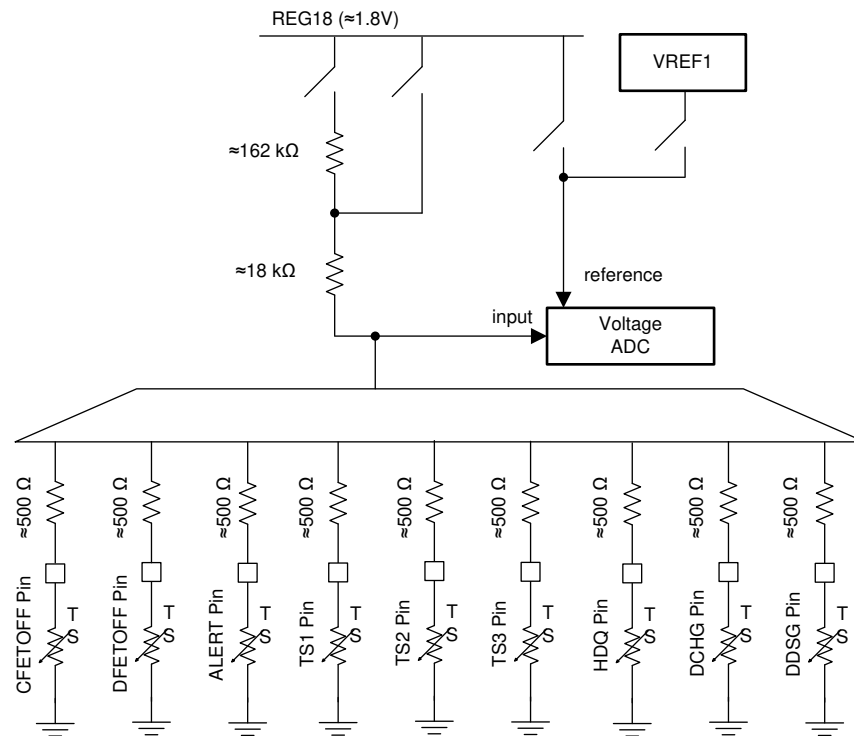 REG18 (≈1.8V)
VREF1
≈162 kΩ
≈18 kΩ
reference
input
Voltage
ADC
≈500 Ω
≈500 Ω
≈500 Ω
≈500 Ω
≈500 Ω
≈500 Ω
≈500 Ω
≈500 Ω
≈500 Ω
CFETOFF Pin
DFETOFF Pin
ALERT Pin
TS1 Pin
TS2 Pin
TS3 Pin
HDQ Pin
DCHG Pin
DDSG Pin
T
S
T
S
T
S
T
S
T
S
T
S
T
S
T
S
T
S